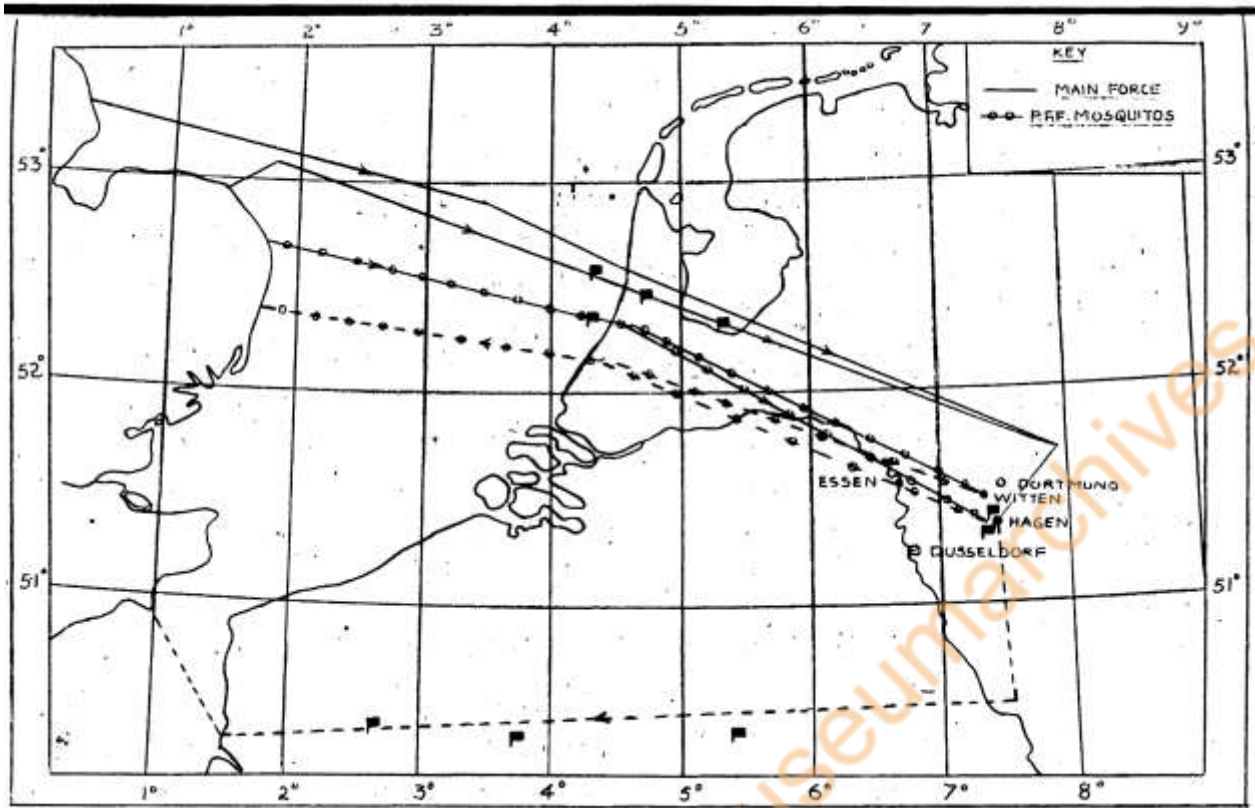 1° 2° 3° 4° 5° 6° 7° 8° 9°
KEY
MAIN FORCE
P.F.F. MOSQUITOS
53° 53°
52° 52°
ESSEN DORTMUND
WITTEN
HAGEN
DUSSELDORF
51° 51°
1° 2° 3° 4° 5° 6° 7° 8°
useumarchives